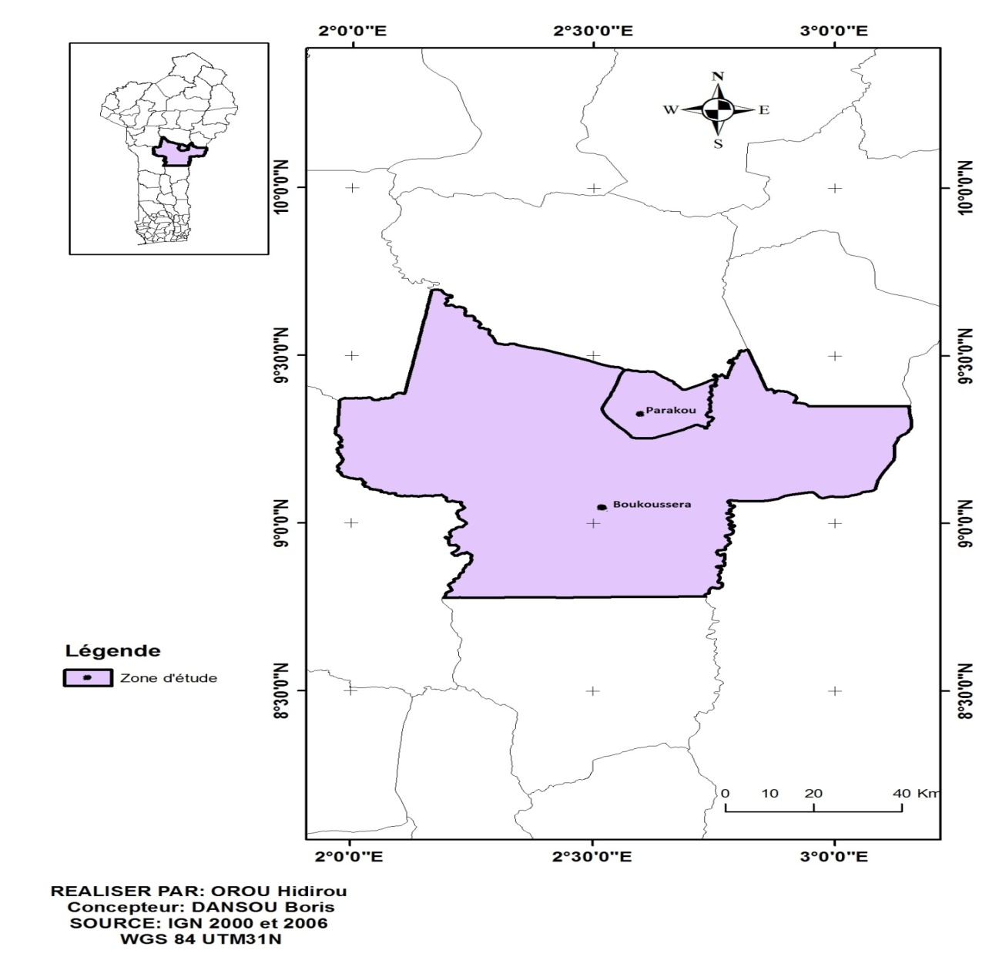 2°0'0"E 2°30'0"E 3°0'0"E
N
W E
S
10°0'0"N 10°0'0"N
9°30'0"N 9°30'0"N
Parakou
Boukoussera
9°0'0"N 9°0'0"N
Légende
Zone d'étude
8°30'0"N 8°30'0"N
0 10 20 40 Km
2°0'0"E 2°30'0"E 3°0'0"E
REALISER PAR: OROU Hidirou
Concepteur: DANSOU Boris
SOURCE: IGN 2000 et 2006
WGS 84 UTM31N